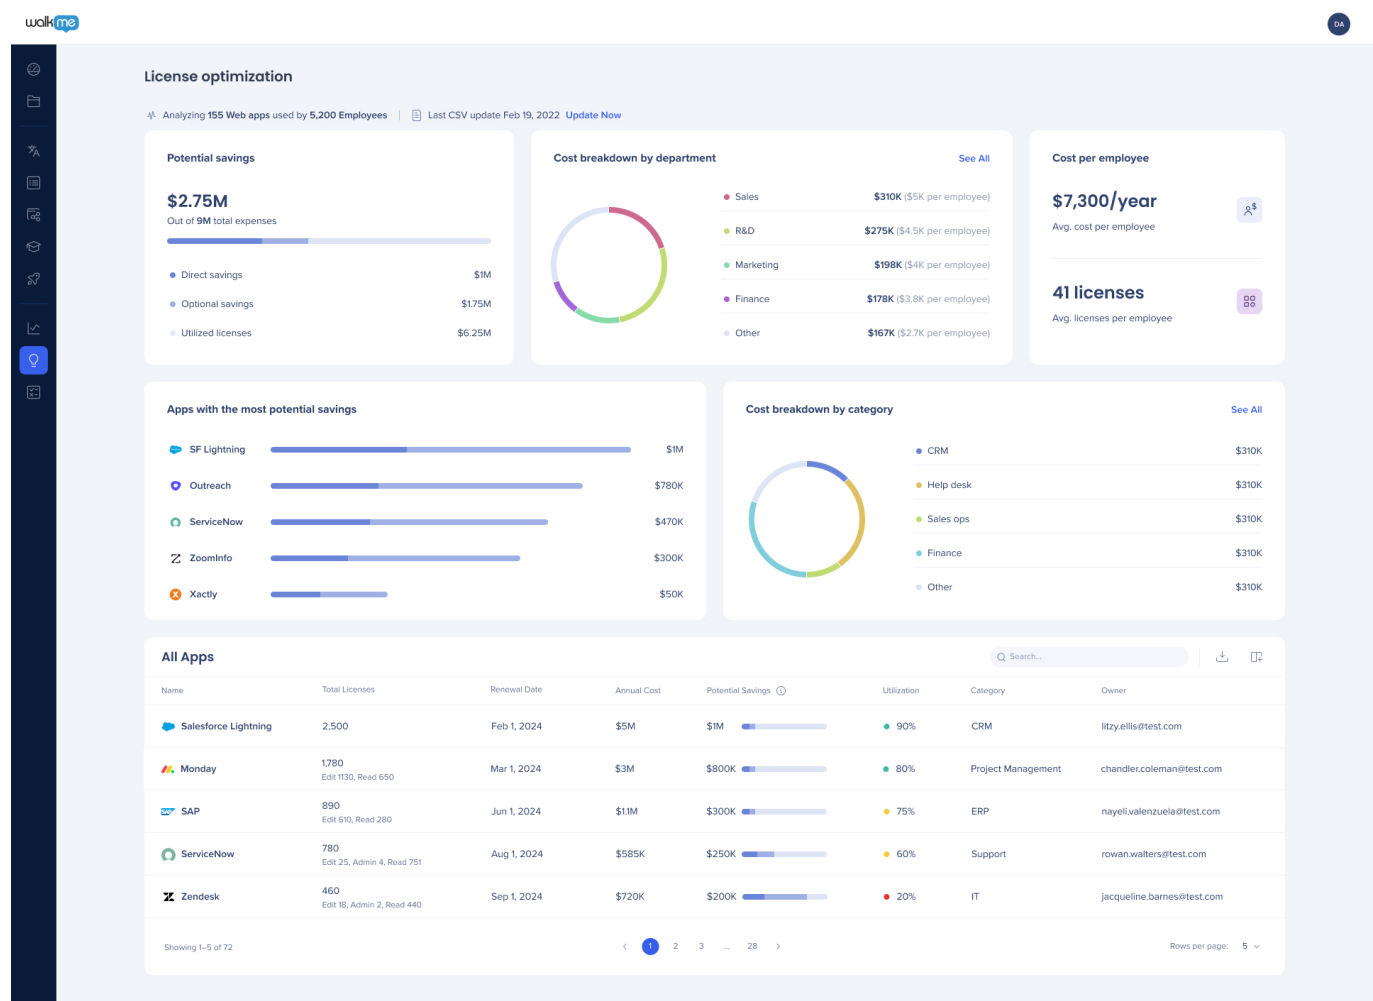 walkme
DA
License optimization
Analyzing 155 Web apps used by 5,200 Employees
Last CSV update Feb 19, 2022 Update Now
Potential savings
$2.75M
Out of 9M total expenses
Direct savings $1M
Optional savings $1.75M
Utilized licenses $6.25M
Cost breakdown by department See All
Sales $310K ($5K per employee)
R&D $275K ($4.5K per employee)
Marketing $198K ($4K per employee)
Finance $178K ($3.8K per employee)
Other $167K ($2.7K per employee)
Cost per employee
$7,300/year
Avg. cost per employee
41 licenses
Avg. licenses per employee
Apps with the most potential savings
SF Lightning $1M
Outreach $780K
ServiceNow $470K
ZoomInfo $300K
Xactly $50K
Cost breakdown by category See All
CRM $310K
Help desk $310K
Sales ops $310K
Finance $310K
Other $310K
All Apps
Search...
Name Total Licenses Renewal Date Annual Cost Potential Savings Utilization Category Owner
Salesforce Lightning 2,500 Feb 1, 2024 $5M $1M 90% CRM litzy.ellis@test.com
Monday 1,780 Mar 1, 2024 $3M $800K 80% Project Management chandler.coleman@test.com
Edit 1130, Read 650
SAP 890 Jun 1, 2024 $1.1M $300K 75% ERP nayeli.valenzuela@test.com
Edit 610, Read 280
ServiceNow 780 Aug 1, 2024 $585K $250K 60% Support rowan.walters@test.com
Edit 25, Admin 4, Read 751
Zendesk 460 Sep 1, 2024 $720K $200K 20% IT jacqueline.barnes@test.com
Edit 18, Admin 2, Read 440
Showing 1–5 of 72
1 2 3 ... 28
Rows per page: 5